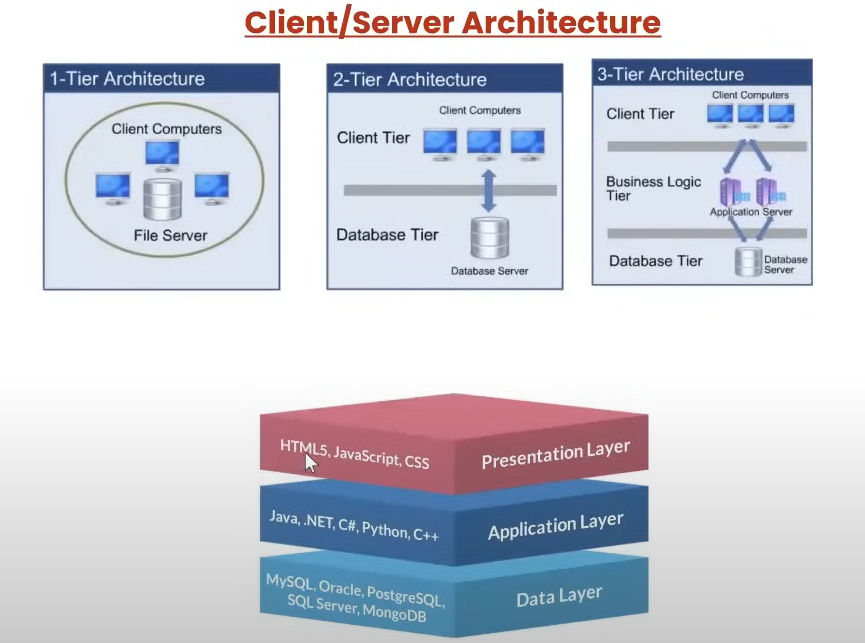 Client/Server Architecture
1-Tier Architecture
Client Computers
File Server
2-Tier Architecture
Client Computers
Client Tier
Database Tier
Database Server
3-Tier Architecture
Client Computers
Client Tier
Business Logic
Tier
Application Server
Database Tier
Database
Server
HTML5, JavaScript, CSS
Presentation Layer
Java, .NET, C#, Python, C++
Application Layer
MySQL, Oracle, PostgreSQL,
SQL Server, MongoDB
Data Layer